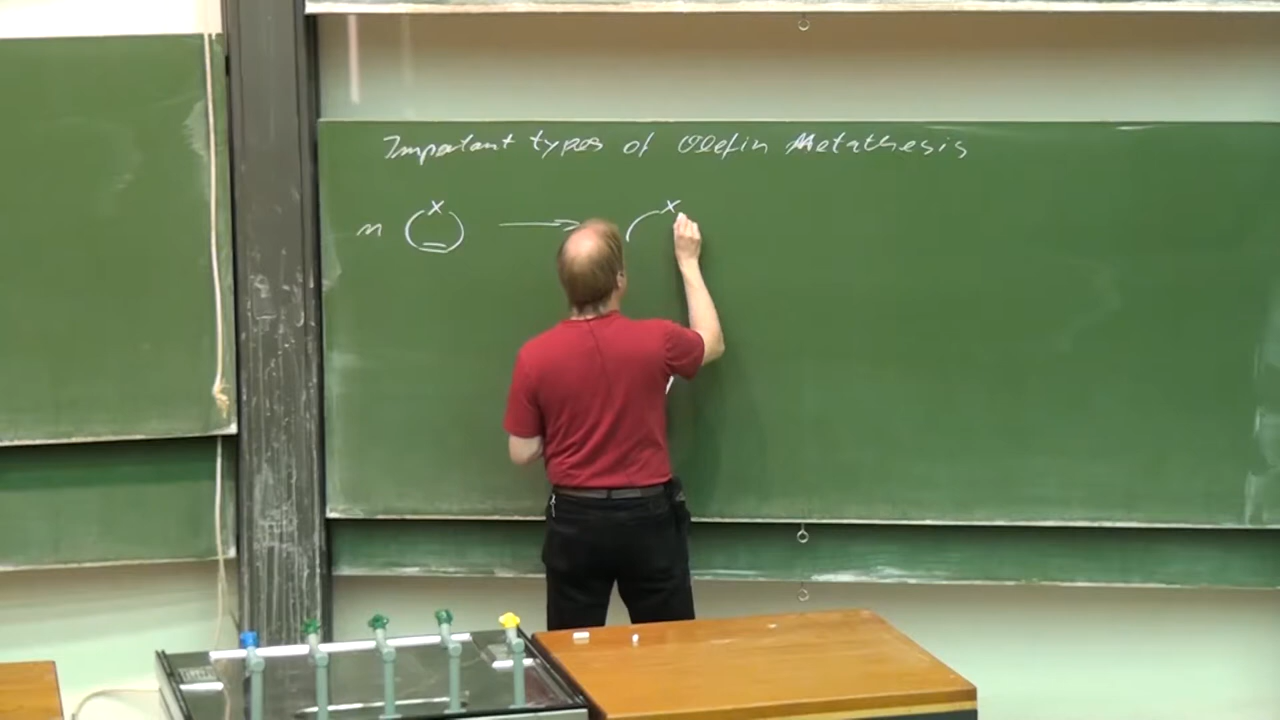 Important types of Olefin Metathesis
n X → X